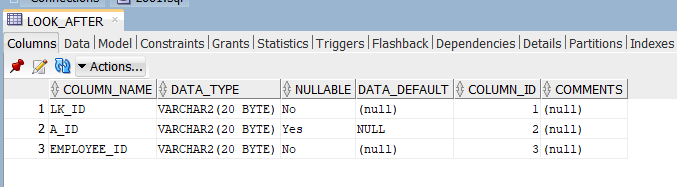 Connections 2001.sql
LOOK_AFTER
Columns Data Model Constraints Grants Statistics Triggers Flashback Dependencies Details Partitions Indexes
Actions...
COLUMN_NAME DATA_TYPE NULLABLE DATA_DEFAULT COLUMN_ID COMMENTS
1 LK_ID VARCHAR2(20 BYTE) No (null) 1 (null)
2 A_ID VARCHAR2(20 BYTE) Yes NULL 2 (null)
3 EMPLOYEE_ID VARCHAR2(20 BYTE) No (null) 3 (null)